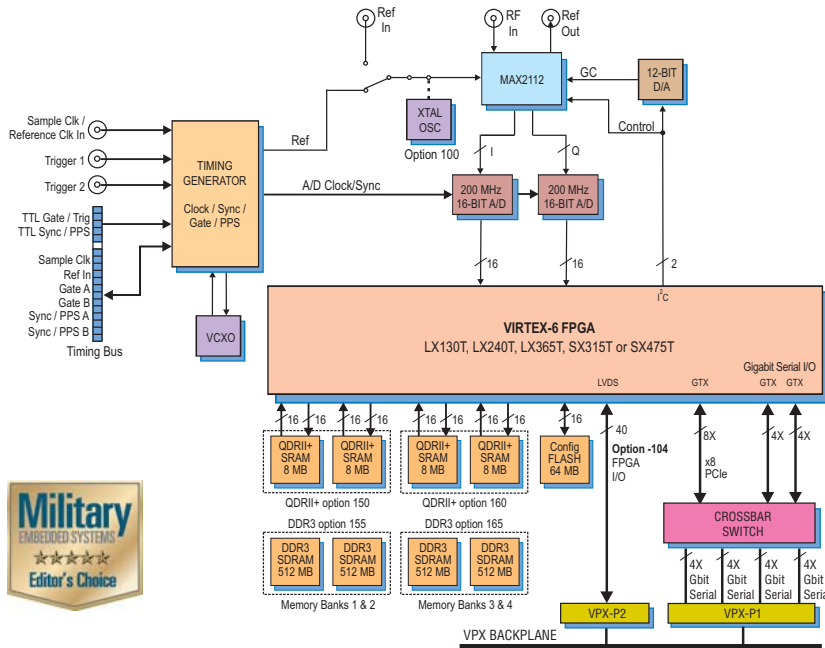 Ref
In
RF
In
Ref
Out
MAX2112
GC
12-BIT
D/A
Control
XTAL
OSC
Option 100
Sample Clk /
Reference Clk In
Trigger 1
Trigger 2
TTL Gate / Trig
TTL Sync / PPS
Sample Clk
Ref In
Gate A
Gate B
Sync / PPS A
Sync / PPS B
Timing Bus
TIMING
GENERATOR
Clock / Sync /
Gate / PPS
VCXO
Ref
A/D Clock/Sync
I
Q
200 MHz
16-BIT A/D
200 MHz
16-BIT A/D
16
16
2
I2C
VIRTEX-6 FPGA
LX130T, LX240T, LX365T, SX315T or SX475T
Gigabit Serial I/O
LVDS
GTX
GTX
GTX
16
16
16
16
16
16
16
16
16
40
8X
4X
4X
QDRII+
SRAM
8 MB
QDRII+
SRAM
8 MB
QDRII+
SRAM
8 MB
QDRII+
SRAM
8 MB
Config
FLASH
64 MB
Option -104
FPGA
I/O
x8
PCIe
QDRII+ option 150
QDRII+ option 160
DDR3 option 155
DDR3 option 165
DDR3
SDRAM
512 MB
DDR3
SDRAM
512 MB
DDR3
SDRAM
512 MB
DDR3
SDRAM
512 MB
Memory Banks 1 & 2
Memory Banks 3 & 4
CROSSBAR
SWITCH
4X
Gbit
Serial
4X
Gbit
Serial
4X
Gbit
Serial
4X
Gbit
Serial
VPX-P2
VPX-P1
VPX BACKPLANE
Military
EMBEDDED SYSTEMS
Editor's Choice